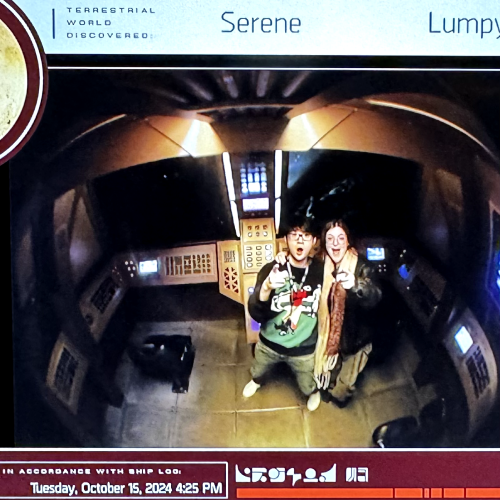 TERRESTRIAL
WORLD
DISCOVERED:
Serene
Lumpy
IN ACCORDANCE WITH SHIP LOG:
Tuesday, October 15, 2024 4:25 PM